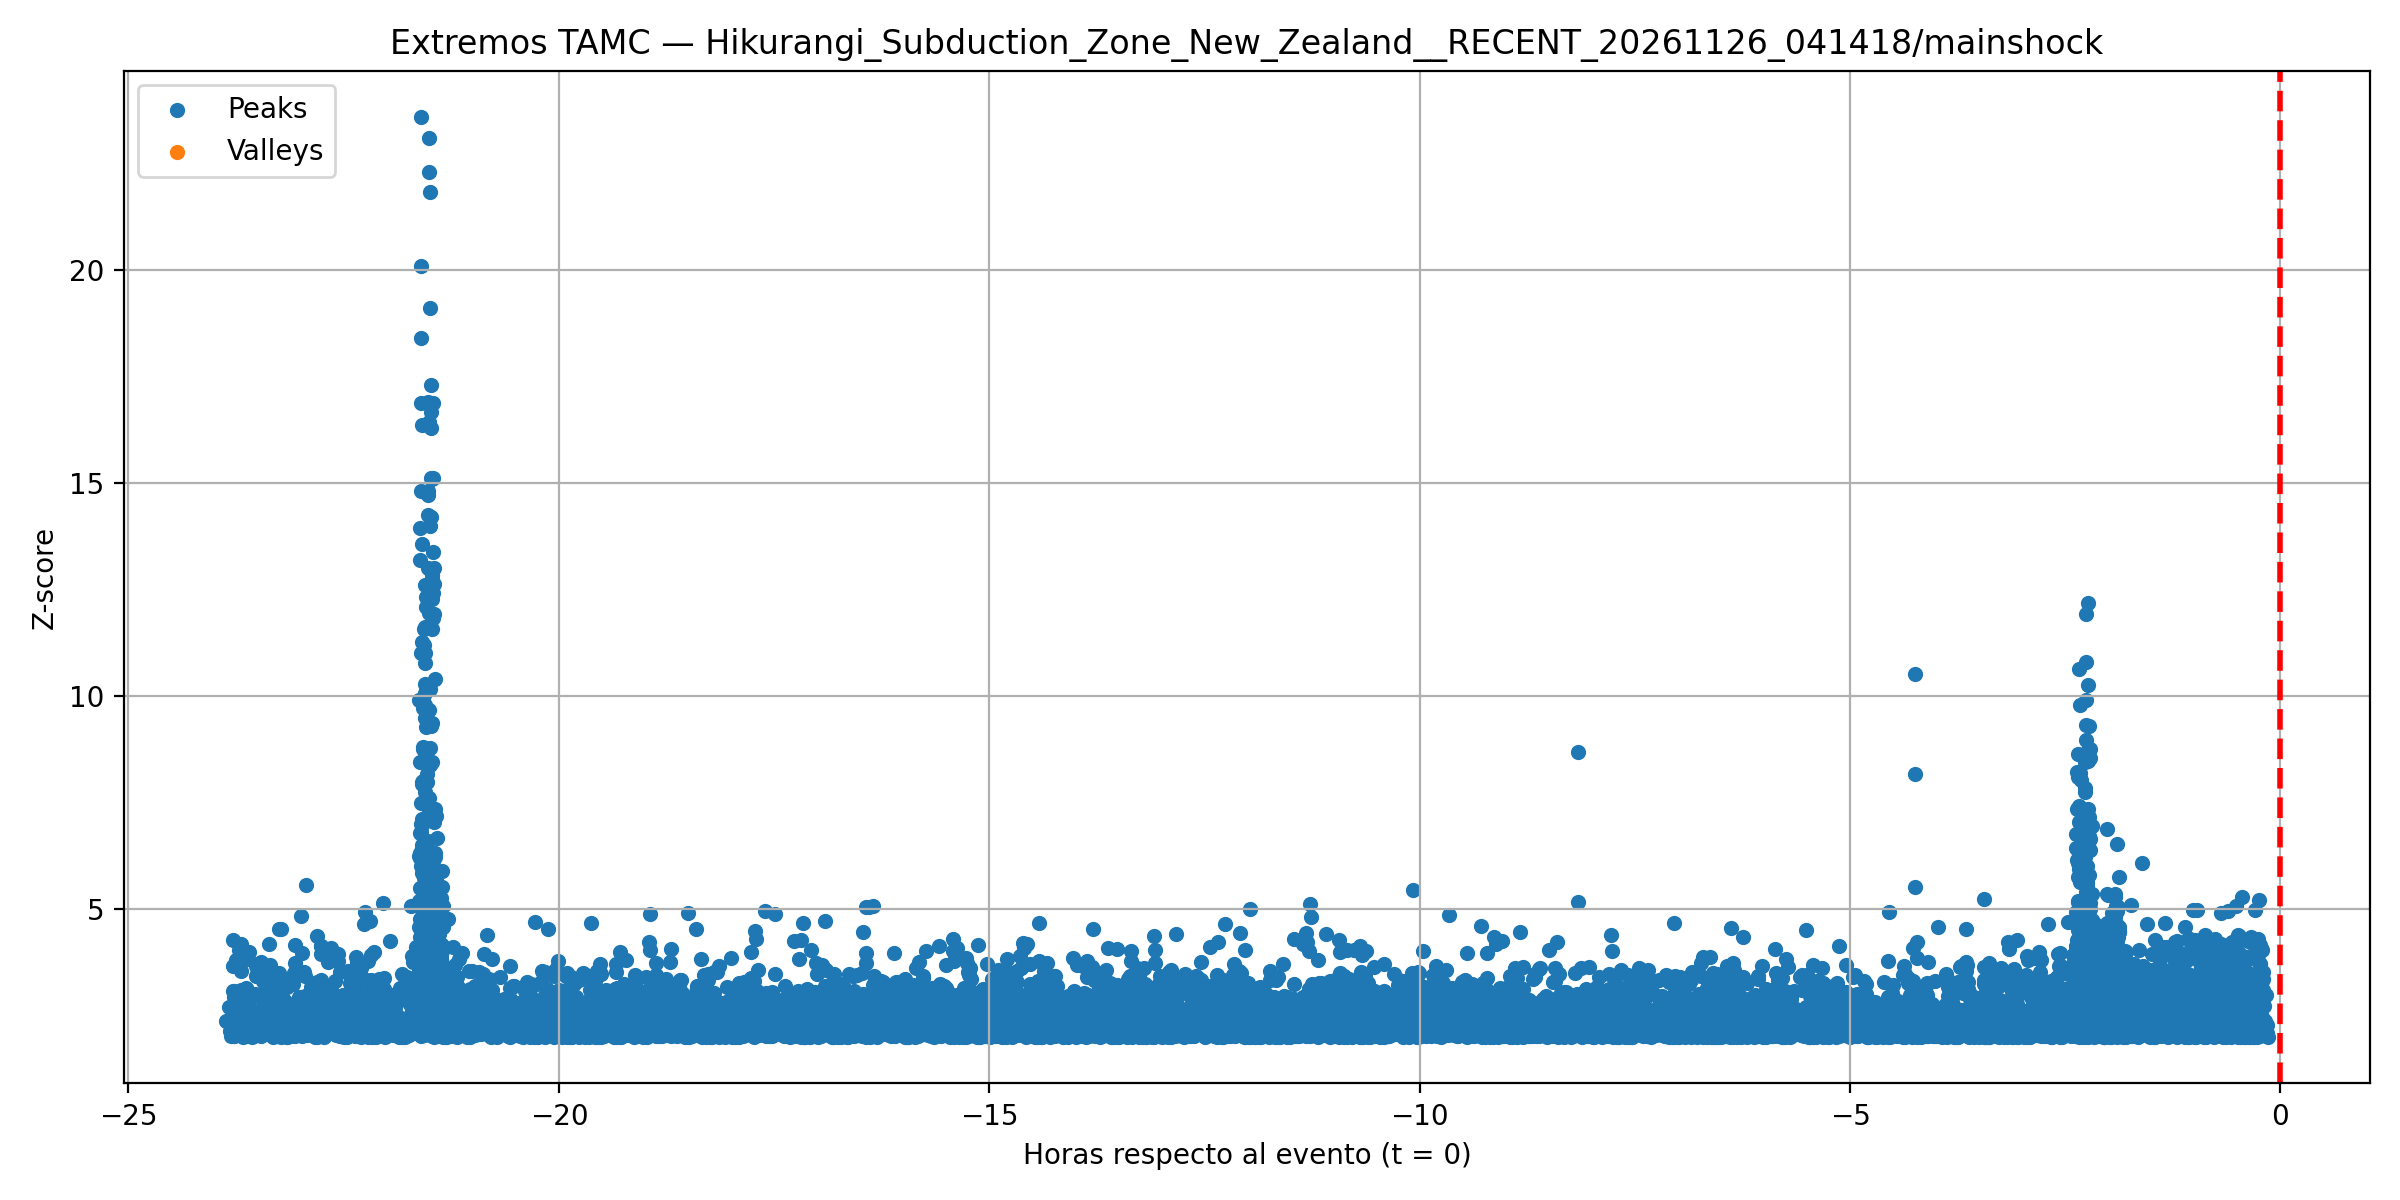 Extremos TAMC — Hikurangi_Subduction_Zone_New_Zealand__RECENT_20261126_041418/mainshock
Peaks
Valleys
20
15
10
5
Z-score
−25
−20
−15
−10
−5
0
Horas respecto al evento (t = 0)